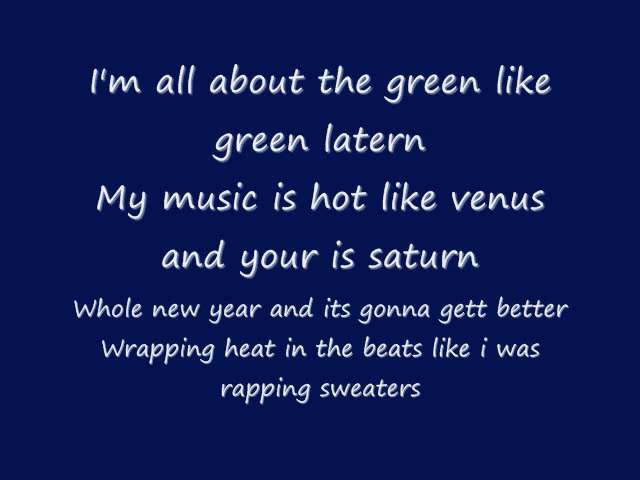 I'm all about the green like
green latern
My music is hot like venus
and your is saturn
Whole new year and its gonna gett better
Wrapping heat in the beats like i was
rapping sweaters